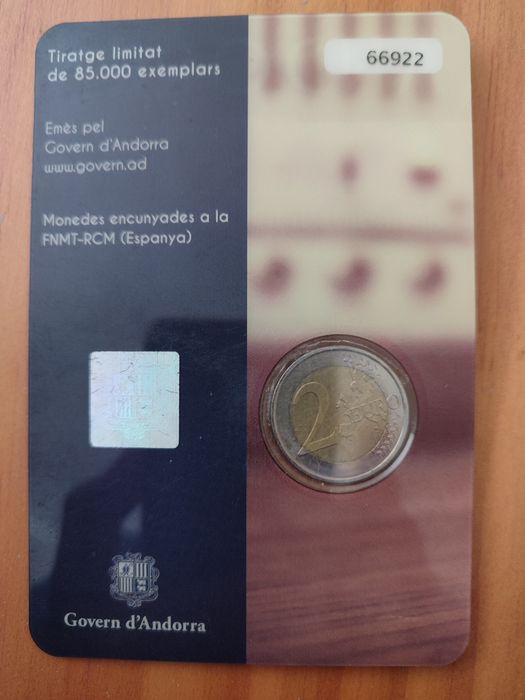 Tiratge limitat
de 85.000 exemplars
66922
Emès pel
Govern d'Andorra
www.govern.ad
Monedes encunyades a la
FNMT-RCM (Espanya)
2
EURO
Govern d'Andorra